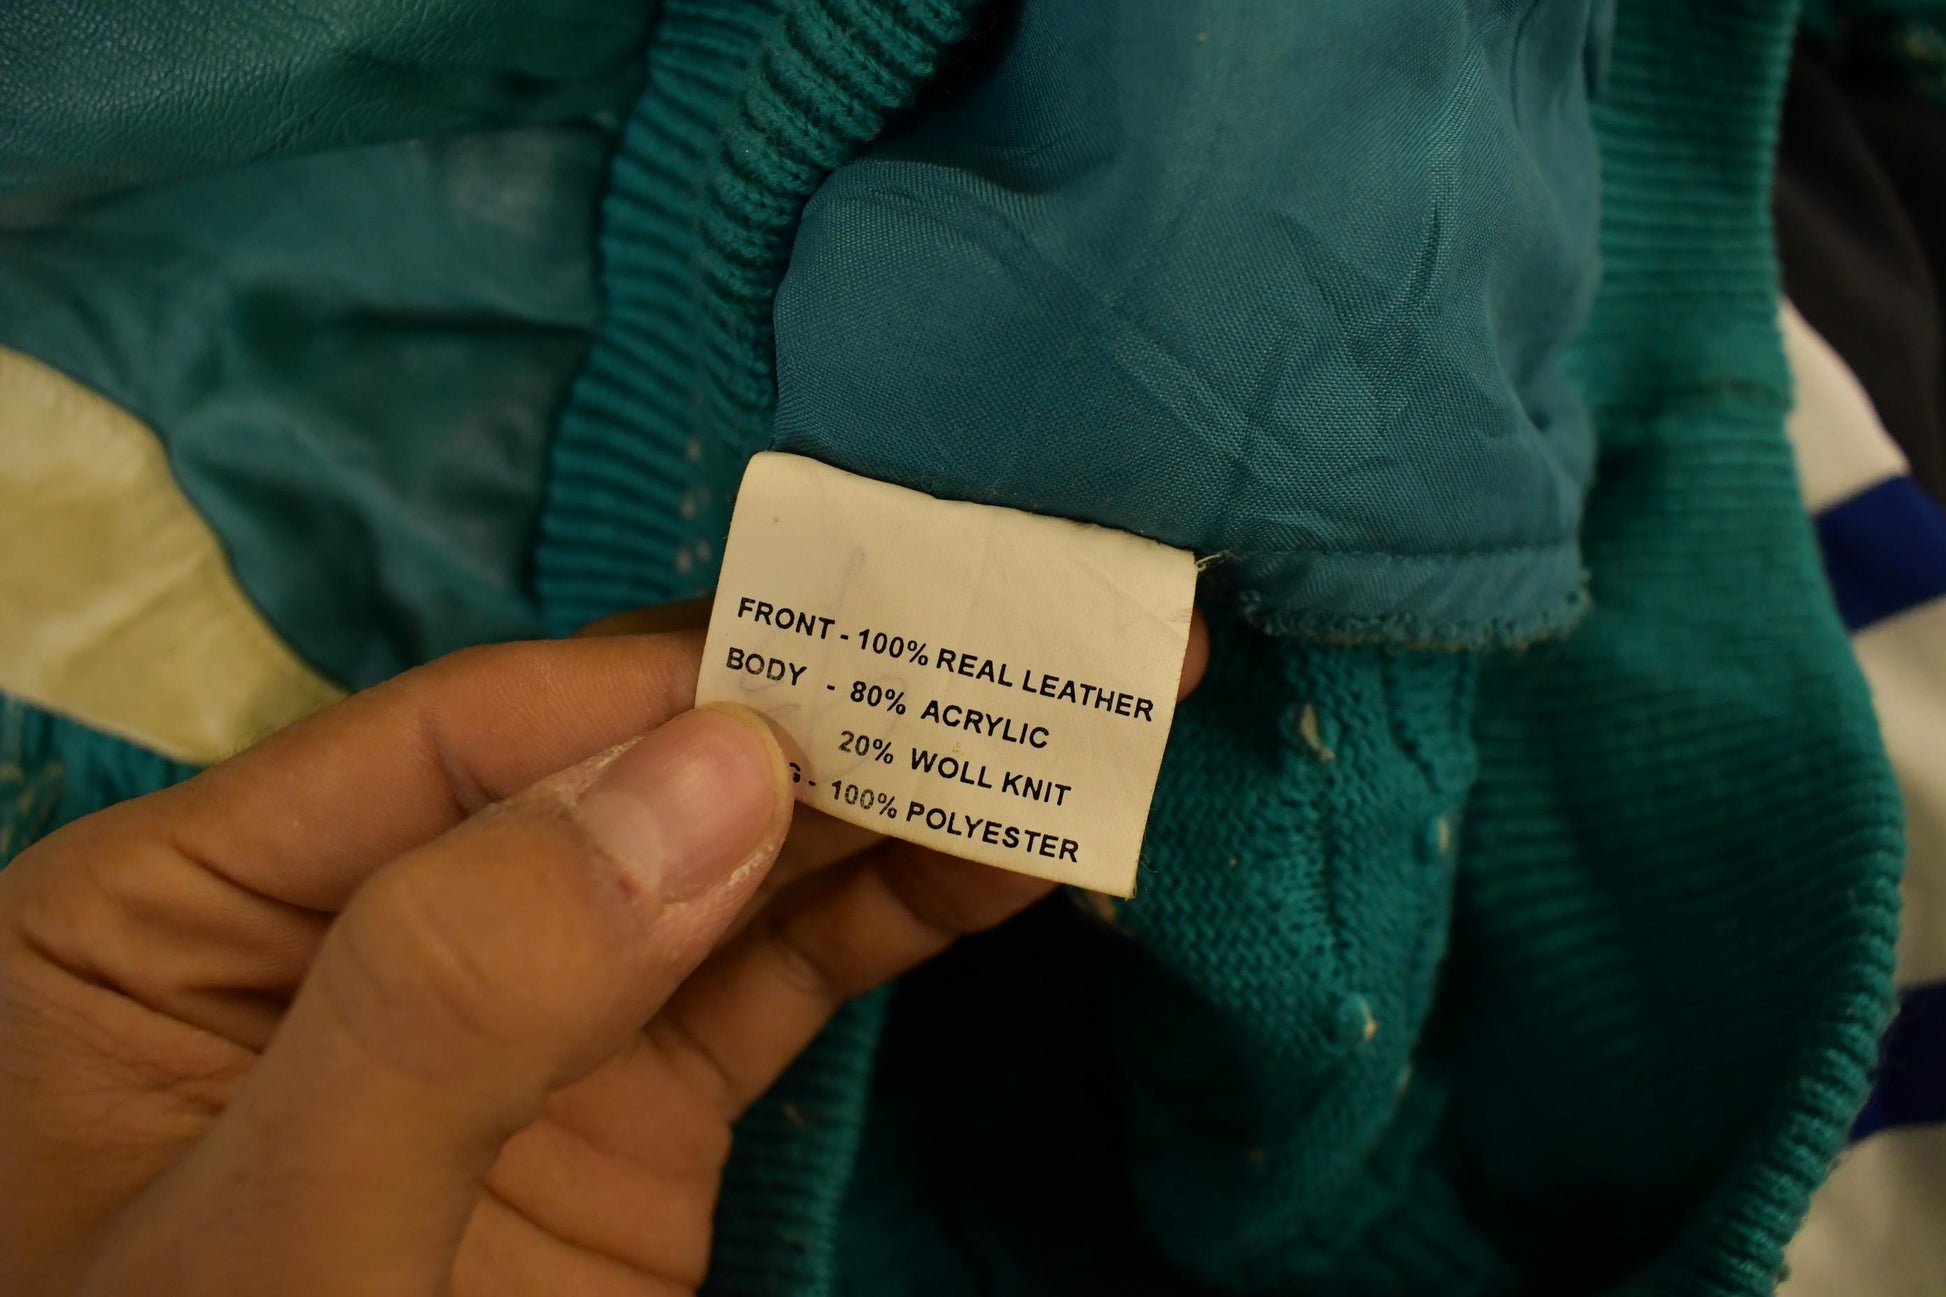 FRONT - 100% REAL LEATHER
BODY - 80% ACRYLIC
20% WOLL KNIT
G - 100% POLYESTER